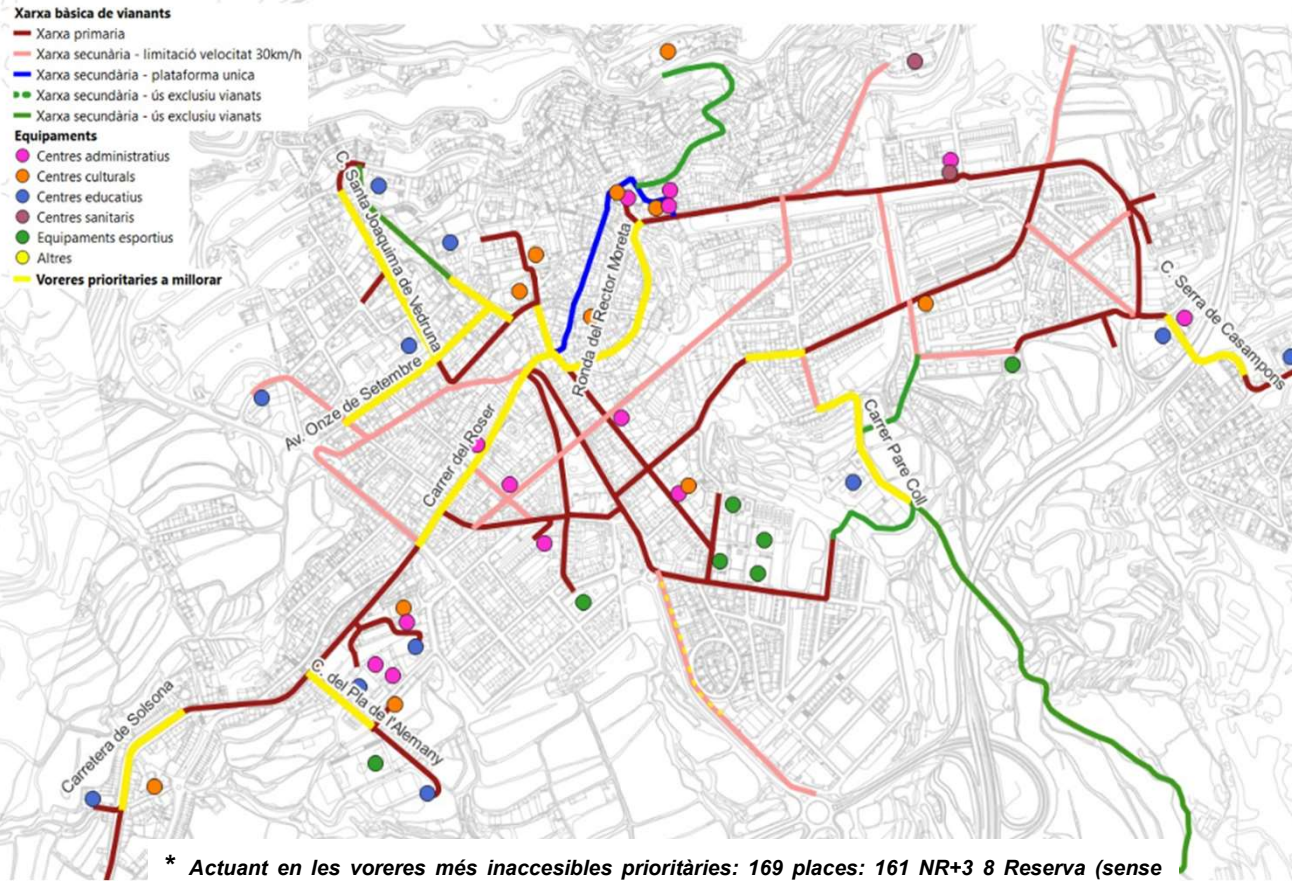 Xarxa bàsica de vianants
Xarxa primaria
Xarxa secunària - limitació velocitat 30km/h
Xarxa secundària - plataforma unica
Xarxa secundària - ús exclusiu vianats
Xarxa secundària - ús exclusiu vianats
Equipaments
Centres administratius
Centres culturals
Centres educatius
Centres sanitaris
Equipaments esportius
Altres
Voreres prioritaries a millorar
C. Santa Joaquima de Vedruna
Ronda del Rector Moreta
C. Serra de Casampons
Av. Onze de Setembre
Carrer del Roser
Carrer Pare Coll
C. del Pla de l'Alemany
Carretera de Solsona
* Actuant en les voreres més inaccesibles prioritàries: 169 places: 161 NR+3 8 Reserva (sense